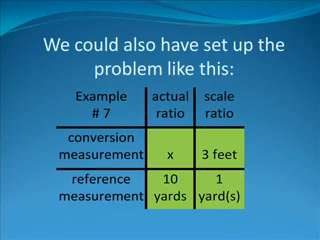 We could also have set up the
problem like this:
Example
# 7
actual
ratio
scale
ratio
conversion
measurement
x
3 feet
reference
measurement
10
yards
1
yard(s)